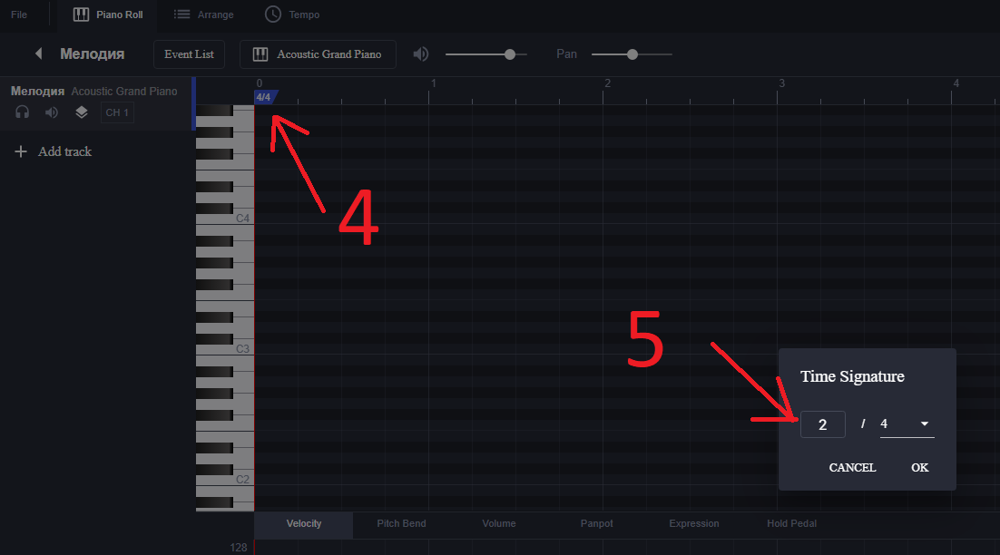 File Piano Roll Arrange Tempo
Мелодия Event List Acoustic Grand Piano Pan
Мелодия Acoustic Grand Piano
0 1 2 3 4
4/4
CH 1
Add track
4
C4
5
C3
Time Signature
2 / 4
CANCEL OK
C2
Velocity Pitch Bend Volume Panpot Expression Hold Pedal
128